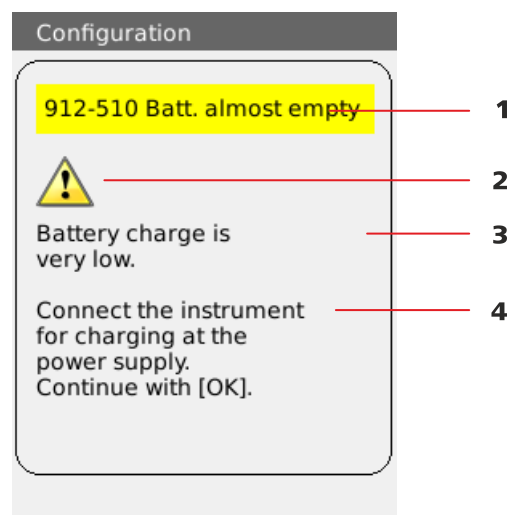 Configuration
912-510 Batt. almost empty
1
2
Battery charge is
3
very low.
Connect the instrument
4
for charging at the
power supply.
Continue with [OK].